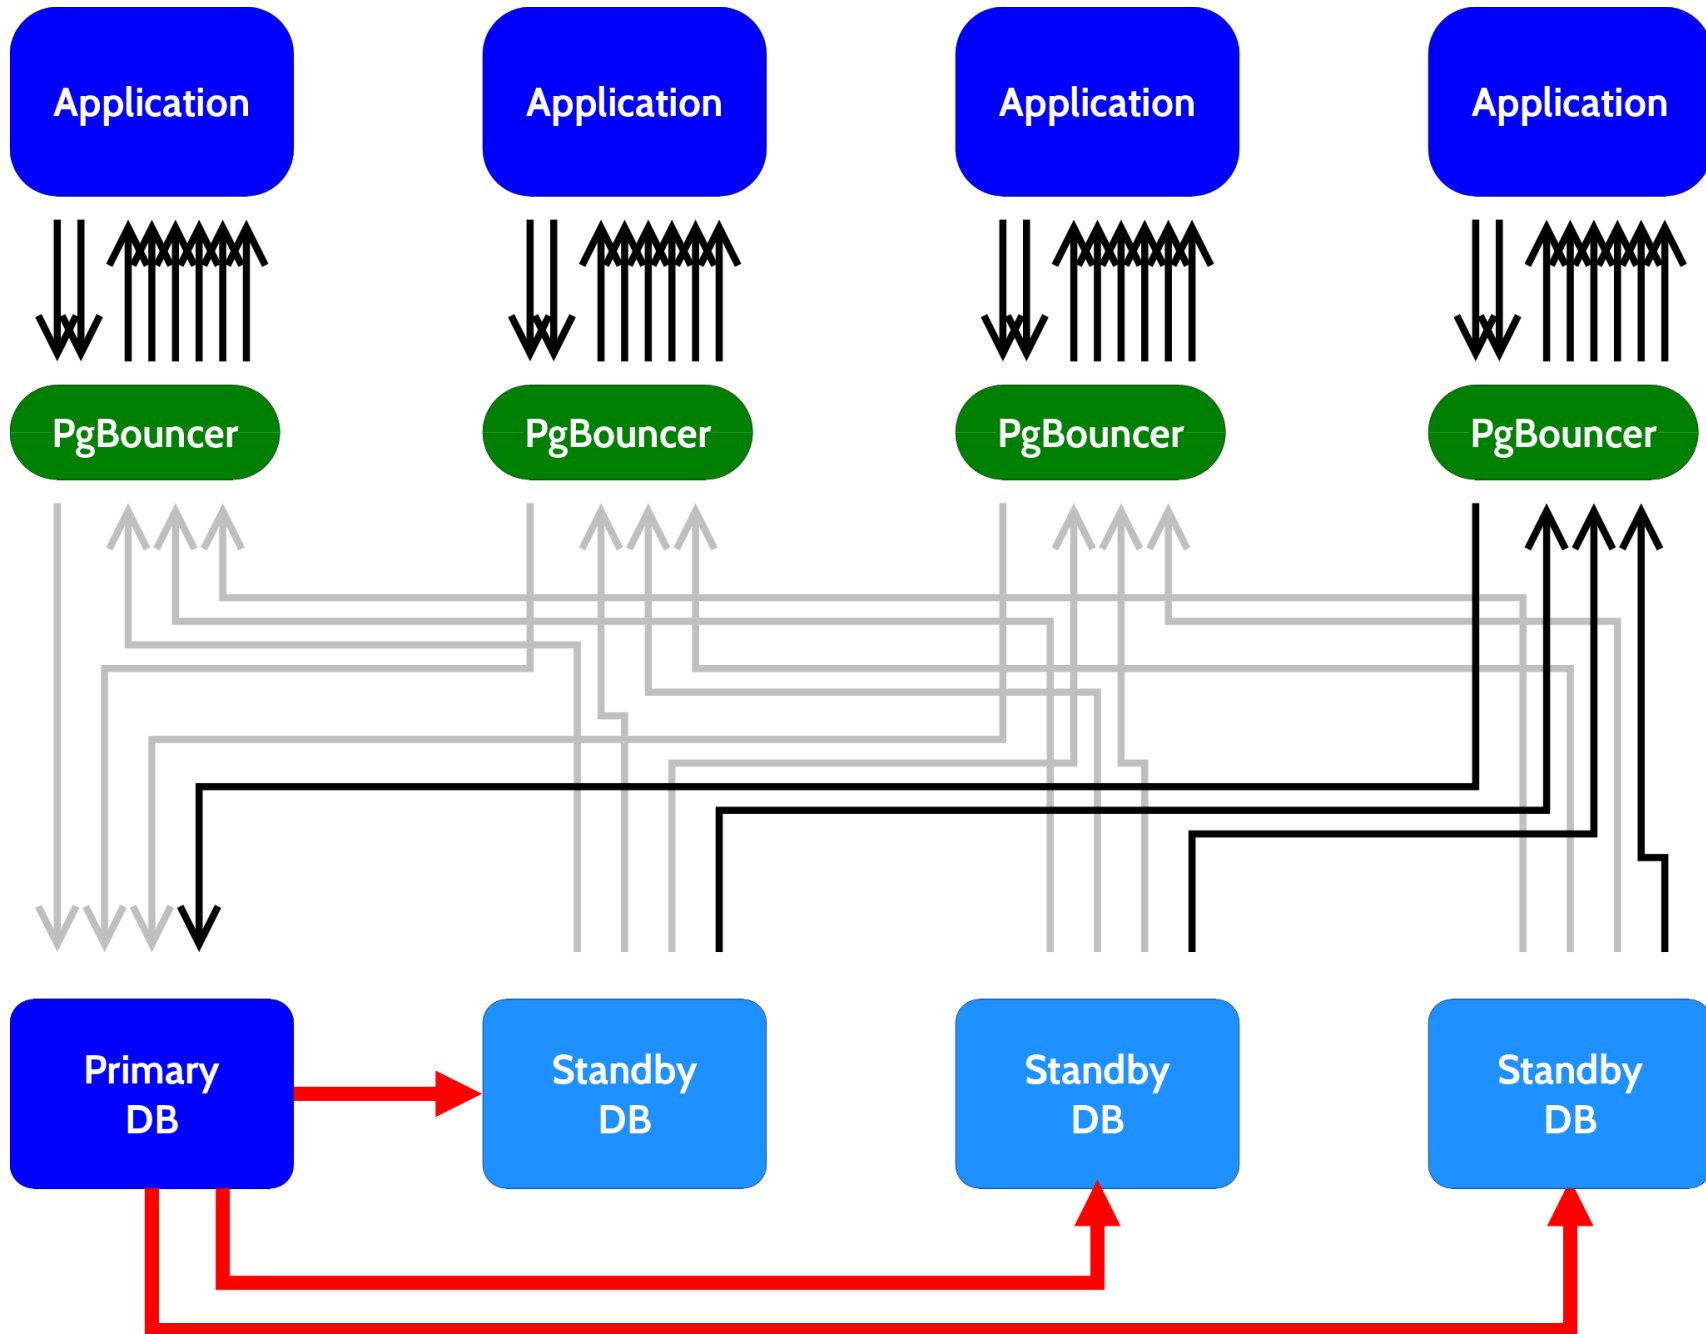 Application
Application
Application
Application
PgBouncer
PgBouncer
PgBouncer
PgBouncer
Primary
DB
Standby
DB
Standby
DB
Standby
DB